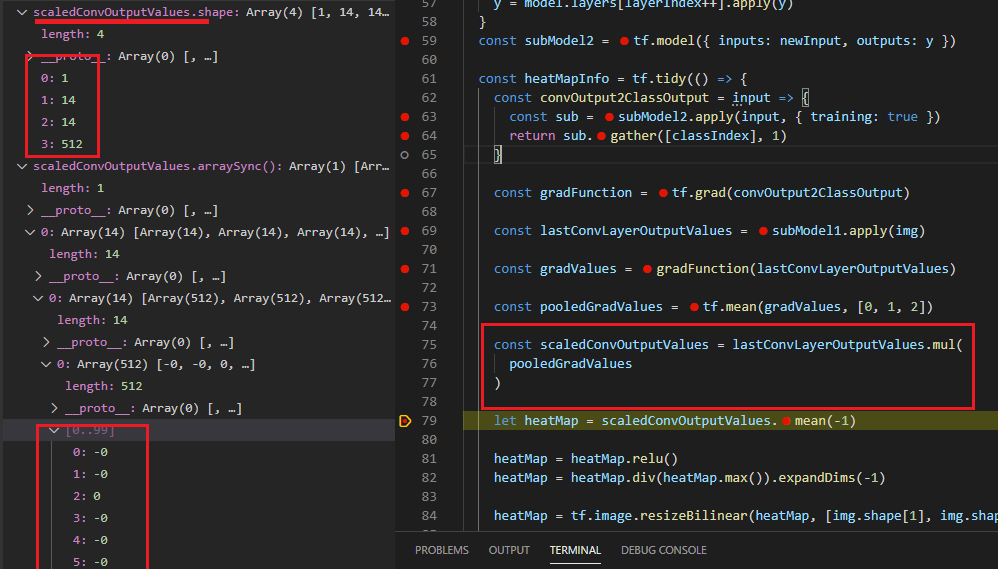 scaledConvOutputValues.shape: Array(4) [1, 14, 14…
length: 4
__proto__: Array(0) [, …]
0: 1
1: 14
2: 14
3: 512
scaledConvOutputValues.arraySync(): Array(1) [Arr…
length: 1
__proto__: Array(0) [, …]
0: Array(14) [Array(14), Array(14), Array(14), …]
length: 14
__proto__: Array(0) [, …]
0: Array(14) [Array(512), Array(512), Array(512…
length: 14
__proto__: Array(0) [, …]
0: Array(512) [-0, -0, 0, …]
length: 512
__proto__: Array(0) [, …]
[0..99]
0: -0
1: -0
2: 0
3: -0
4: -0
5: -0
57 y = model.layers[layerIndex++].apply(y)
58 }
59 const subModel2 = tf.model({ inputs: newInput, outputs: y })
60
61 const heatMapInfo = tf.tidy(() => {
62 const convOutput2ClassOutput = input => {
63 const sub = subModel2.apply(input, { training: true })
64 return sub.gather([classIndex], 1)
65 }
66
67 const gradFunction = tf.grad(convOutput2ClassOutput)
68
69 const lastConvLayerOutputValues = subModel1.apply(img)
70
71 const gradValues = gradFunction(lastConvLayerOutputValues)
72
73 const pooledGradValues = tf.mean(gradValues, [0, 1, 2])
74
75 const scaledConvOutputValues = lastConvLayerOutputValues.mul(
76 pooledGradValues
77 )
78
79 let heatMap = scaledConvOutputValues.mean(-1)
80
81 heatMap = heatMap.relu()
82 heatMap = heatMap.div(heatMap.max()).expandDims(-1)
83
84 heatMap = tf.image.resizeBilinear(heatMap, [img.shape[1], img.shap
PROBLEMS OUTPUT TERMINAL DEBUG CONSOLE